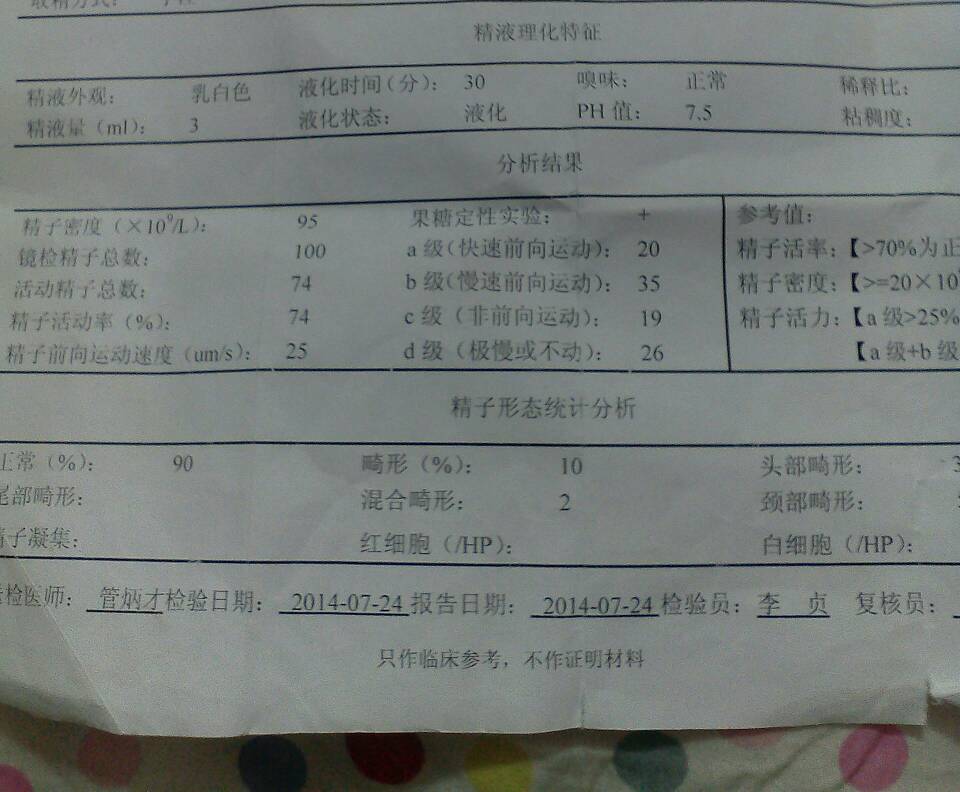 取精方式：
精液理化特征
精液外观： 乳白色 液化时间（分）： 30 嗅味： 正常 稀释比：
精液量（ml）： 3 液化状态： 液化 PH 值： 7.5 粘稠度：
分析结果
精子密度（×10⁹/L）： 95 果糖定性实验： + 参考值：
镜检精子总数： 100 a 级（快速前向运动）： 20 精子活率：【>70%为正
活动精子总数： 74 b 级（慢速前向运动）： 35 精子密度：【>=20×10⁹
精子活动率（%）： 74 c 级（非前向运动）： 19 精子活力：【a 级>25%
精子前向运动速度（um/s）： 25 d 级（极慢或不动）： 26 【a 级+b 级
精子形态统计分析
正常（%）： 90 畸形（%）： 10 头部畸形： 3
尾部畸形： 混合畸形： 2 颈部畸形：
精子凝集： 红细胞（/HP）： 白细胞（/HP）：
检医师： 管炳才 检验日期： 2014-07-24 报告日期： 2014-07-24 检验员： 李 贞 复核员：
只作临床参考，不作证明材料